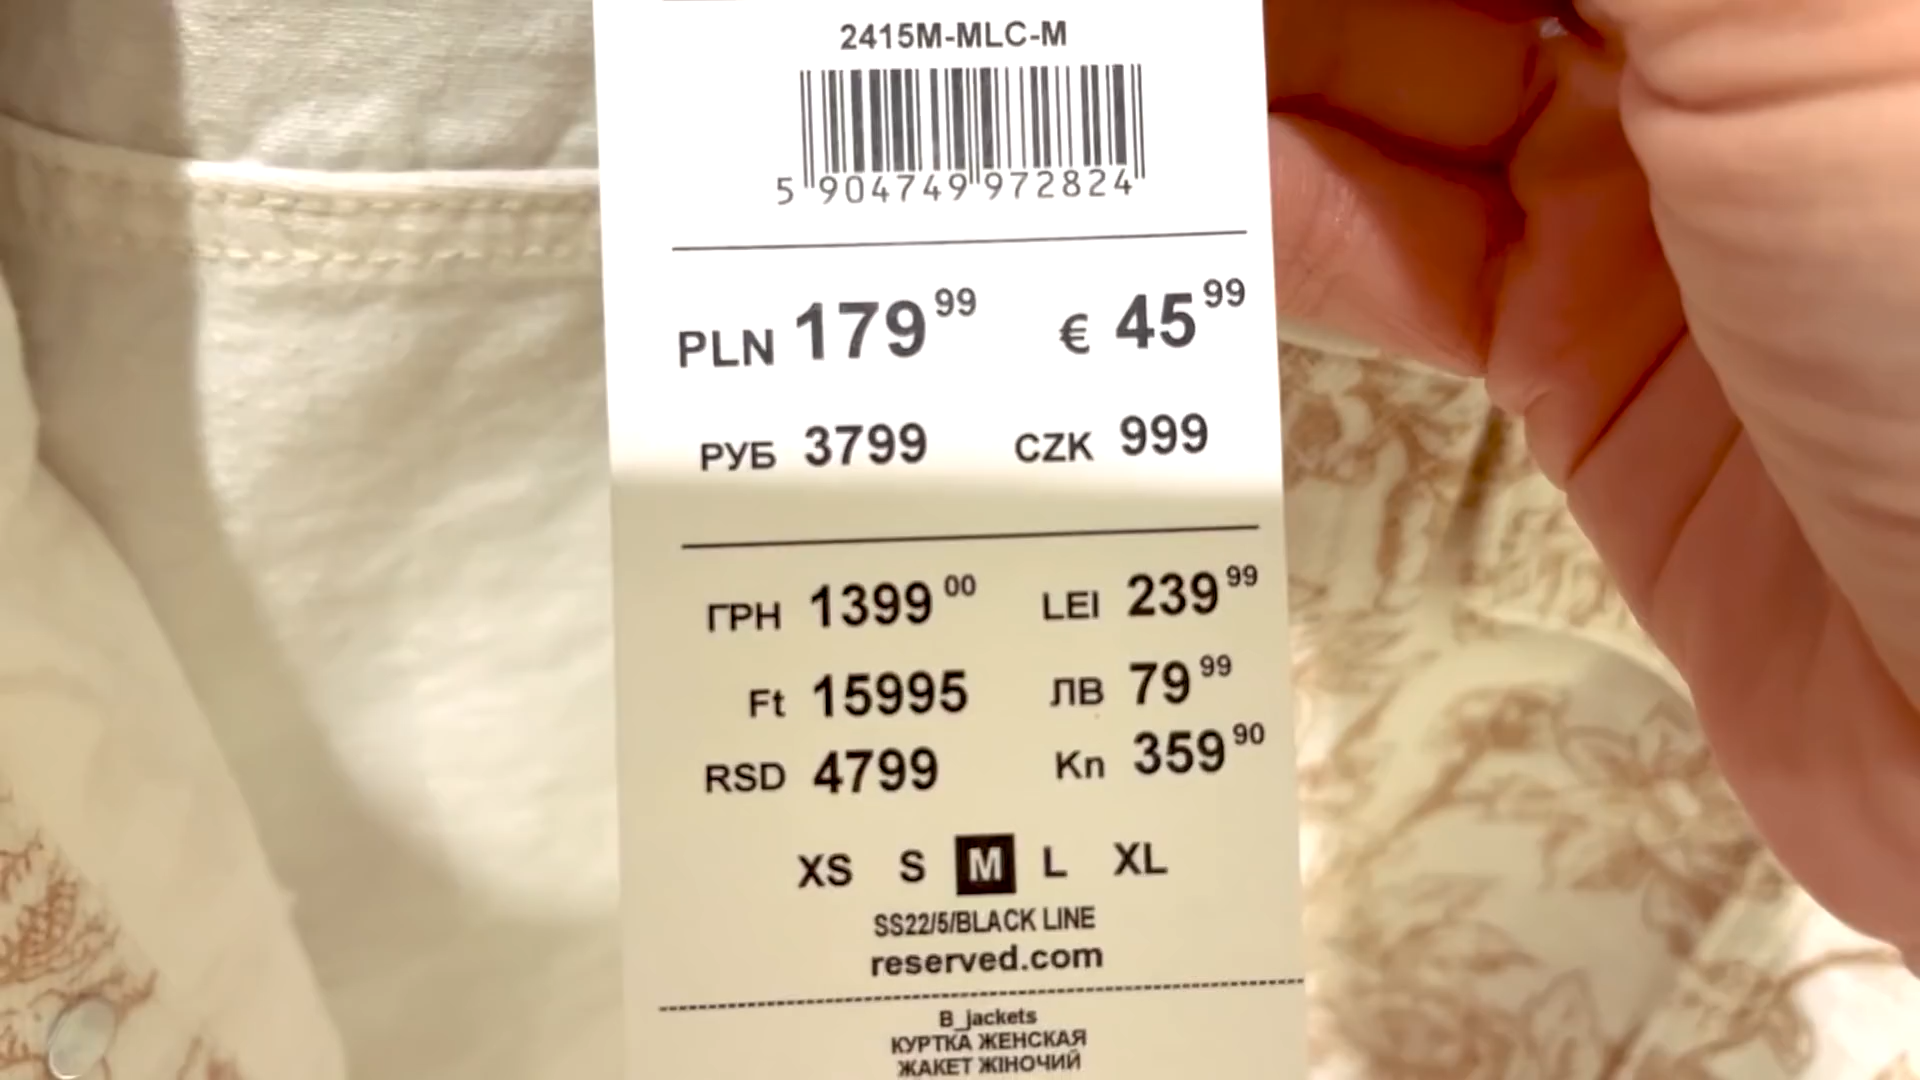 2415M-MLC-M
5 904749 972824
PLN 179 99 € 45 99
РУБ 3799 CZK 999
ГРН 1399 00 LEI 239 99
Ft 15995 ЛВ 79 99
RSD 4799 Kn 359 90
XS S M L XL
SS22/5/BLACK LINE
reserved.com
B_jackets
КУРТКА ЖЕНСКАЯ
ЖАКЕТ ЖІНОЧИЙ